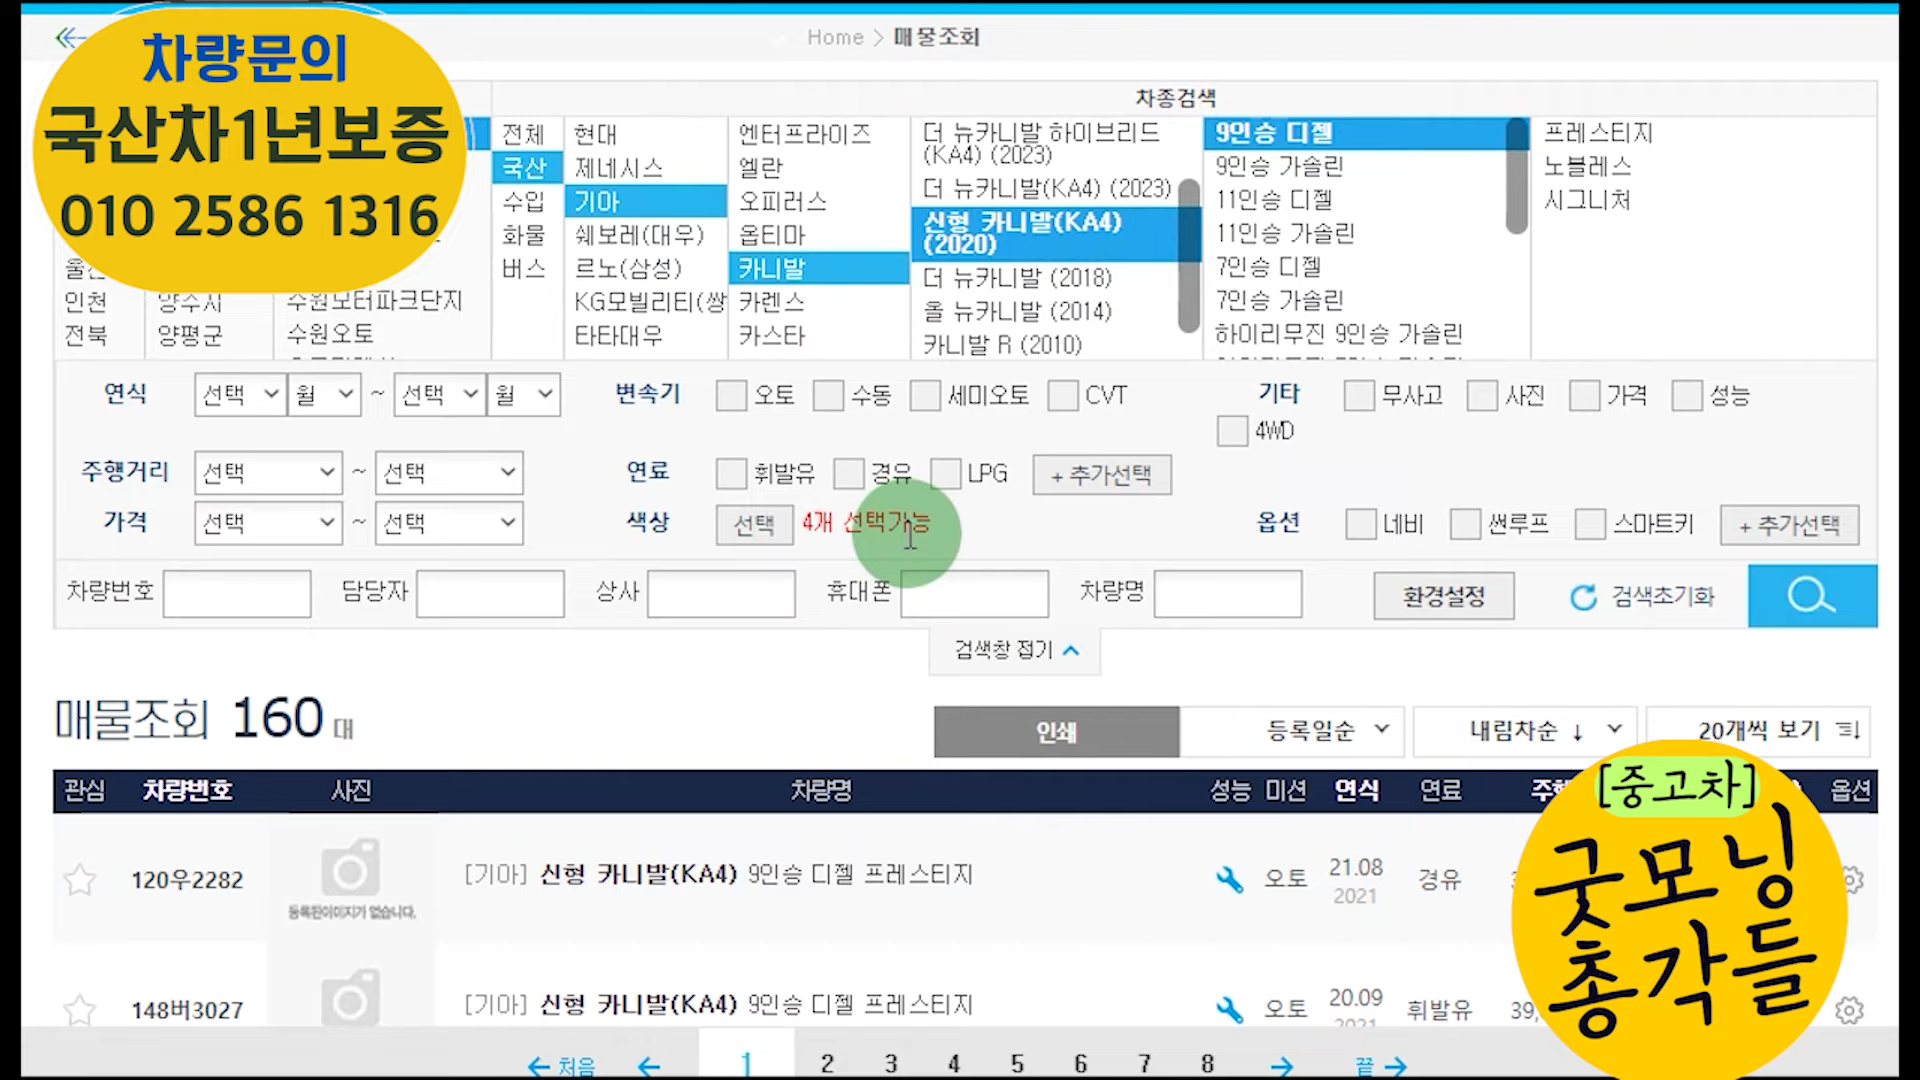 차량문의
국산차1년보증
010 2586 1316
Home > 매물조회
차종검색
전체
국산
수입
화물
버스
현대
제네시스
기아
쉐보레(대우)
르노(삼성)
KG모빌리티(쌍
타타대우
엔터프라이즈
엘란
오피러스
옵티마
카니발
카렌스
카스타
더 뉴카니발 하이브리드
(KA4) (2023)
더 뉴카니발(KA4) (2023)
신형 카니발(KA4)
(2020)
더 뉴카니발 (2018)
올 뉴카니발 (2014)
카니발 R (2010)
9인승 디젤
9인승 가솔린
11인승 디젤
11인승 가솔린
7인승 디젤
7인승 가솔린
하이리무진 9인승 가솔린
프레스티지
노블레스
시그니처
인천
전북
양주시
양평군
수원모터파크단지
수원오토
연식 선택 월 ~ 선택 월 변속기 오토 수동 세미오토 CVT 기타 무사고 사진 가격 성능
4WD
주행거리 선택 ~ 선택 연료 휘발유 경유 LPG + 추가선택
가격 선택 ~ 선택 색상 선택 4개 선택가능 옵션 네비 썬루프 스마트키 + 추가선택
차량번호 담당자 상사 휴대폰 차량명 환경설정 검색초기화
검색창 접기
매물조회 160 대
인쇄 등록일순 내림차순 ↓ 20개씩 보기
관심 차량번호 사진 차량명 성능 미션 연식 연료 옵션
120우2282 등록된이미지가 없습니다. [기아] 신형 카니발(KA4) 9인승 디젤 프레스티지 오토 21.08 2021 경유
148버3027 [기아] 신형 카니발(KA4) 9인승 디젤 프레스티지 오토 20.09 휘발유 39,
← 처음 ← 1 2 3 4 5 6 7 8 → 끝 →
[중고차]
굿모닝
총각들